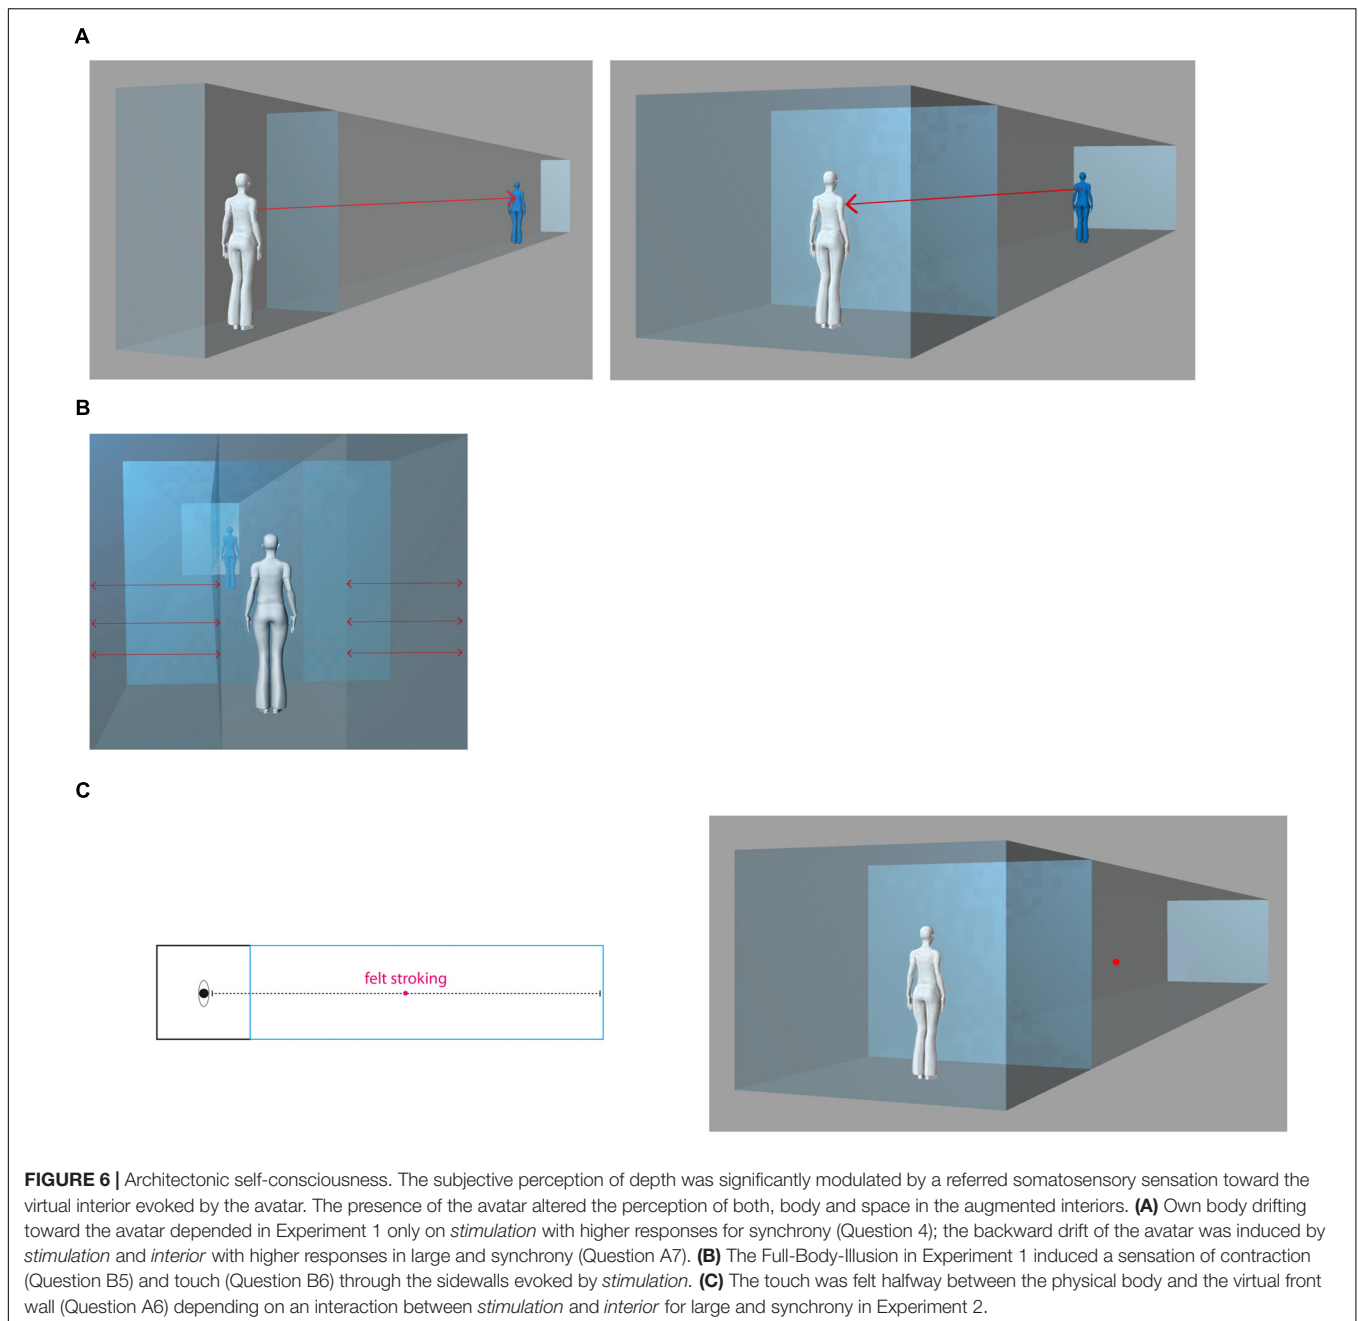 A
B
C
felt stroking
FIGURE 6 | Architectonic self-consciousness. The subjective perception of depth was significantly modulated by a referred somatosensory sensation toward the
virtual interior evoked by the avatar. The presence of the avatar altered the perception of both, body and space in the augmented interiors. (A) Own body drifting
toward the avatar depended in Experiment 1 only on stimulation with higher responses for synchrony (Question 4); the backward drift of the avatar was induced by
stimulation and interior with higher responses in large and synchrony (Question A7). (B) The Full-Body-Illusion in Experiment 1 induced a sensation of contraction
(Question B5) and touch (Question B6) through the sidewalls evoked by stimulation. (C) The touch was felt halfway between the physical body and the virtual front
wall (Question A6) depending on an interaction between stimulation and interior for large and synchrony in Experiment 2.